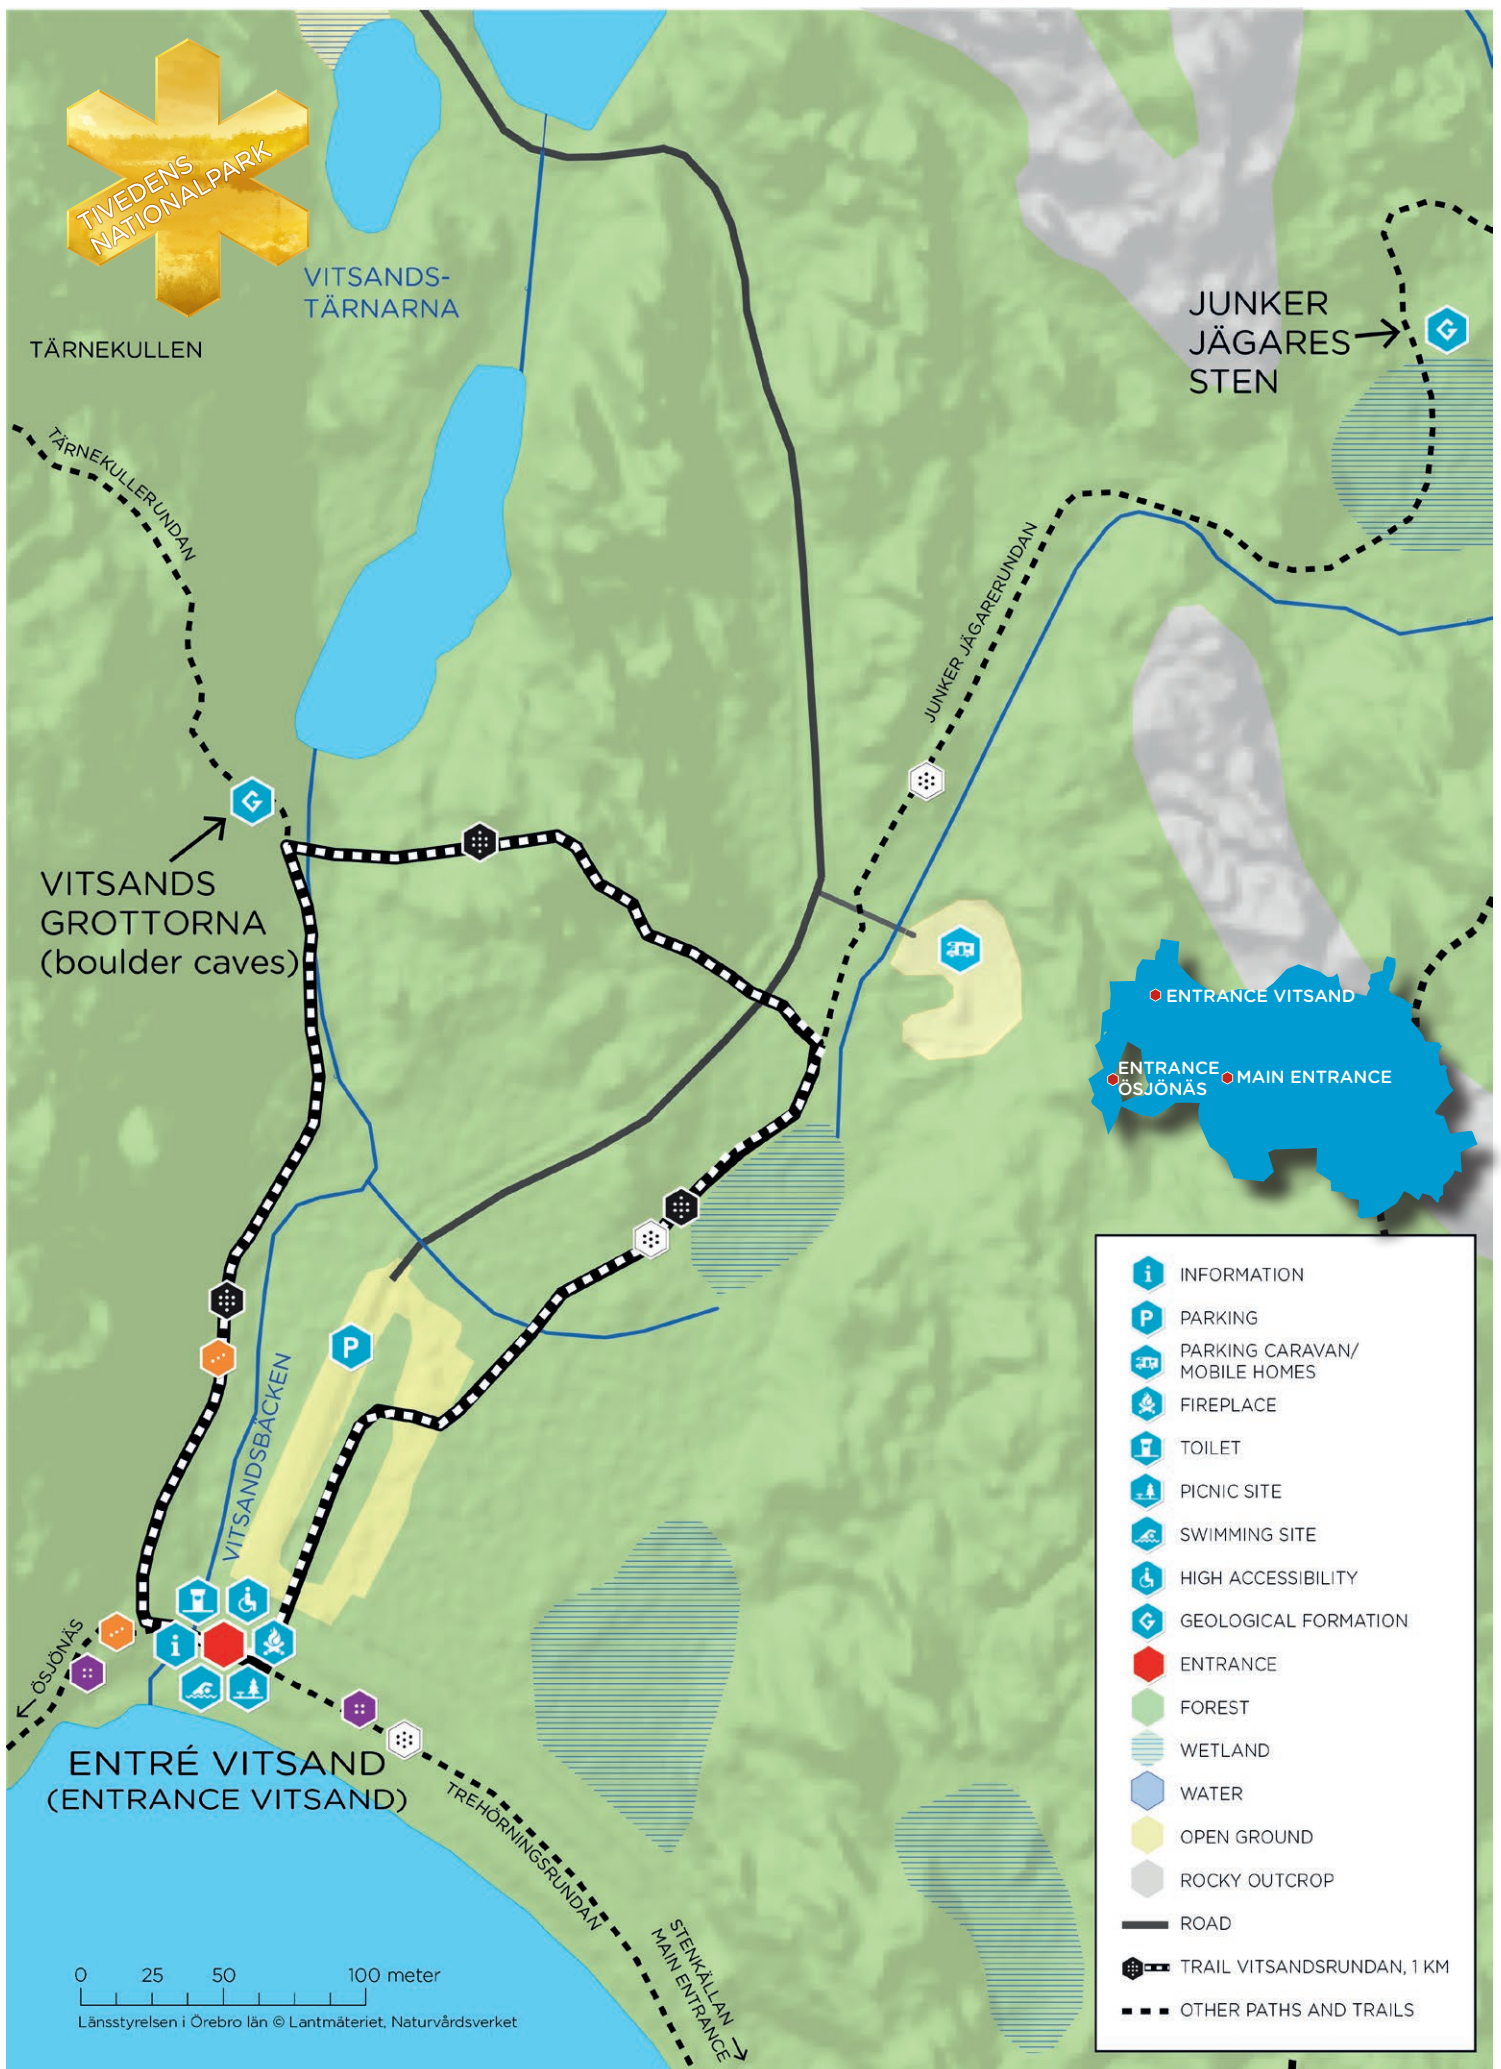 TIVEDENS
NATIONALPARK
VITSANDS-
TÄRNARNA
TÄRNEKULLEN
JUNKER
JÄGARES
STEN
TÄRNEKULLERUNDAN
JUNKER JÄGARERUNDAN
VITSANDS
GROTTORNA
(boulder caves)
ENTRANCE VITSAND
ENTRANCE
ÖSJÖNÄS
MAIN ENTRANCE
VITSANDSBÄCKEN
P
i
← ÖSJÖNÄS
ENTRÉ VITSAND
(ENTRANCE VITSAND)
TREHÖRNINGSRUNDAN
STENKÄLLAN
MAIN ENTRANCE →
i INFORMATION
P PARKING
PARKING CARAVAN/
MOBILE HOMES
FIREPLACE
TOILET
PICNIC SITE
SWIMMING SITE
HIGH ACCESSIBILITY
GEOLOGICAL FORMATION
ENTRANCE
FOREST
WETLAND
WATER
OPEN GROUND
ROCKY OUTCROP
ROAD
TRAIL VITSANDSRUNDAN, 1 KM
OTHER PATHS AND TRAILS
0 25 50 100 meter
Länsstyrelsen i Örebro län © Lantmäteriet, Naturvårdsverket